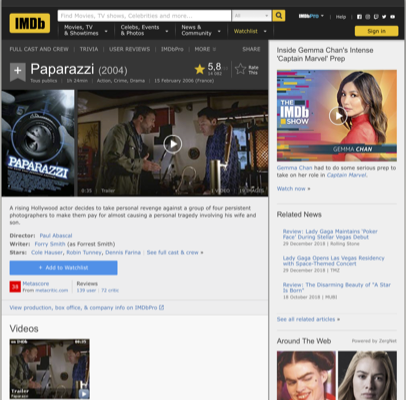 IMDb
Find Movies, TV shows, Celebrities and more...
All
IMDbPro
Help
Movies, TV & Showtimes
Celebs, Events & Photos
News & Community
Watchlist
Sign in
FULL CAST AND CREW | TRIVIA | USER REVIEWS | IMDbPro | MORE
SHARE
Paparazzi (2004)
5,8
Rate This
Tous publics | 1h 24min | Action, Crime, Drama | 15 February 2006 (France)
PAPARAZZI
0:35 | Trailer
A rising Hollywood actor decides to take personal revenge against a group of four persistent
photographers to make them pay for almost causing a personal tragedy involving his wife and
son.
Director: Paul Abascal
Writer: Forry Smith (as Forrest Smith)
Stars: Cole Hauser, Robin Tunney, Dennis Farina | See full cast & crew »
+ Add to Watchlist
Metascore
From metacritic.com
Reviews
139 user | 72 critic
View production, box office, & company info on IMDbPro
Videos
Trailer
Inside Gemma Chan's Intense
'Captain Marvel' Prep
THE
IMDb
SHOW
GEMMA CHAN
Gemma Chan had to do some serious prep to
take on her role in Captain Marvel.
Watch now »
Related News
Review: Lady Gaga Maintains 'Poker
Face' During Stellar Vegas Debut
29 December 2018 | Rolling Stone
Lady Gaga Opens Las Vegas Residency
with Space-Themed Concert
29 December 2018 | TMZ
Review: The Disarming Beauty of "A Star
Is Born"
19 October 2018 | MUBI
See all related articles »
Around The Web
Powered by ZergNet